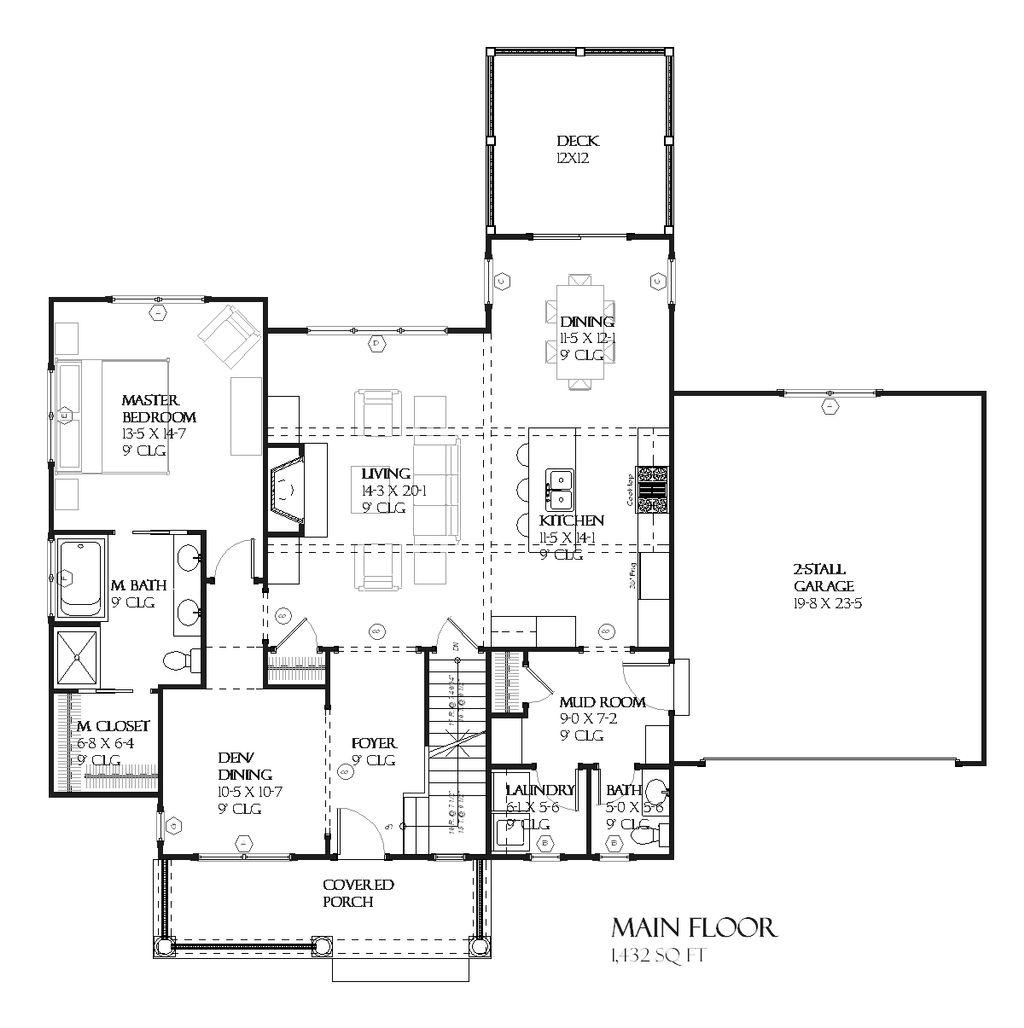 DECK
12X12
DINING
11-5 X 12-1
9' CLG
MASTER
BEDROOM
13-5 X 14-7
9' CLG
LIVING
14-3 X 20-1
9' CLG
Cooktop
KITCHEN
11-5 X 14-1
9' CLG
2-STALL
GARAGE
19-8 X 23-5
M. BATH
9' CLG
DN
MUD ROOM
9-0 X 7-2
9' CLG
M. CLOSET
6-8 X 6-4
9' CLG
FOYER
9' CLG
DEN/
DINING
10-5 X 10-7
9' CLG
LAUNDRY
6-1 X 5-6
9' CLG
BATH
5-0 X 5-6
9' CLG
COVERED
PORCH
MAIN FLOOR
1,432 SQ FT